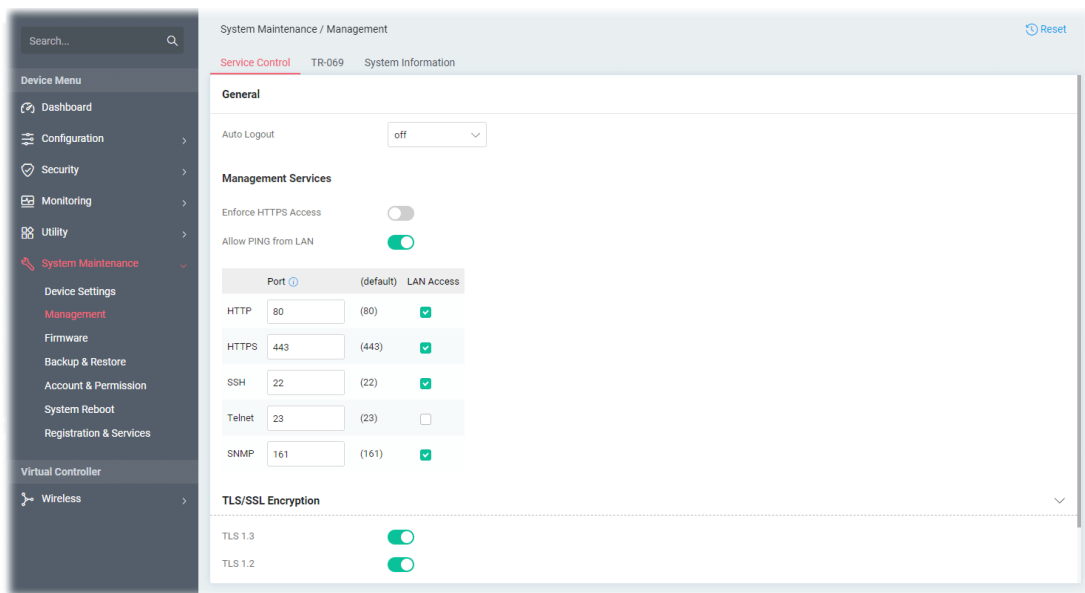 Search...
Device Menu
Dashboard
Configuration
Security
Monitoring
Utility
System Maintenance
Device Settings
Management
Firmware
Backup & Restore
Account & Permission
System Reboot
Registration & Services
Virtual Controller
Wireless
System Maintenance / Management
Reset
Service Control TR-069 System Information
General
Auto Logout off
Management Services
Enforce HTTPS Access
Allow PING from LAN
Port (default) LAN Access
HTTP 80 (80)
HTTPS 443 (443)
SSH 22 (22)
Telnet 23 (23)
SNMP 161 (161)
TLS/SSL Encryption
TLS 1.3
TLS 1.2